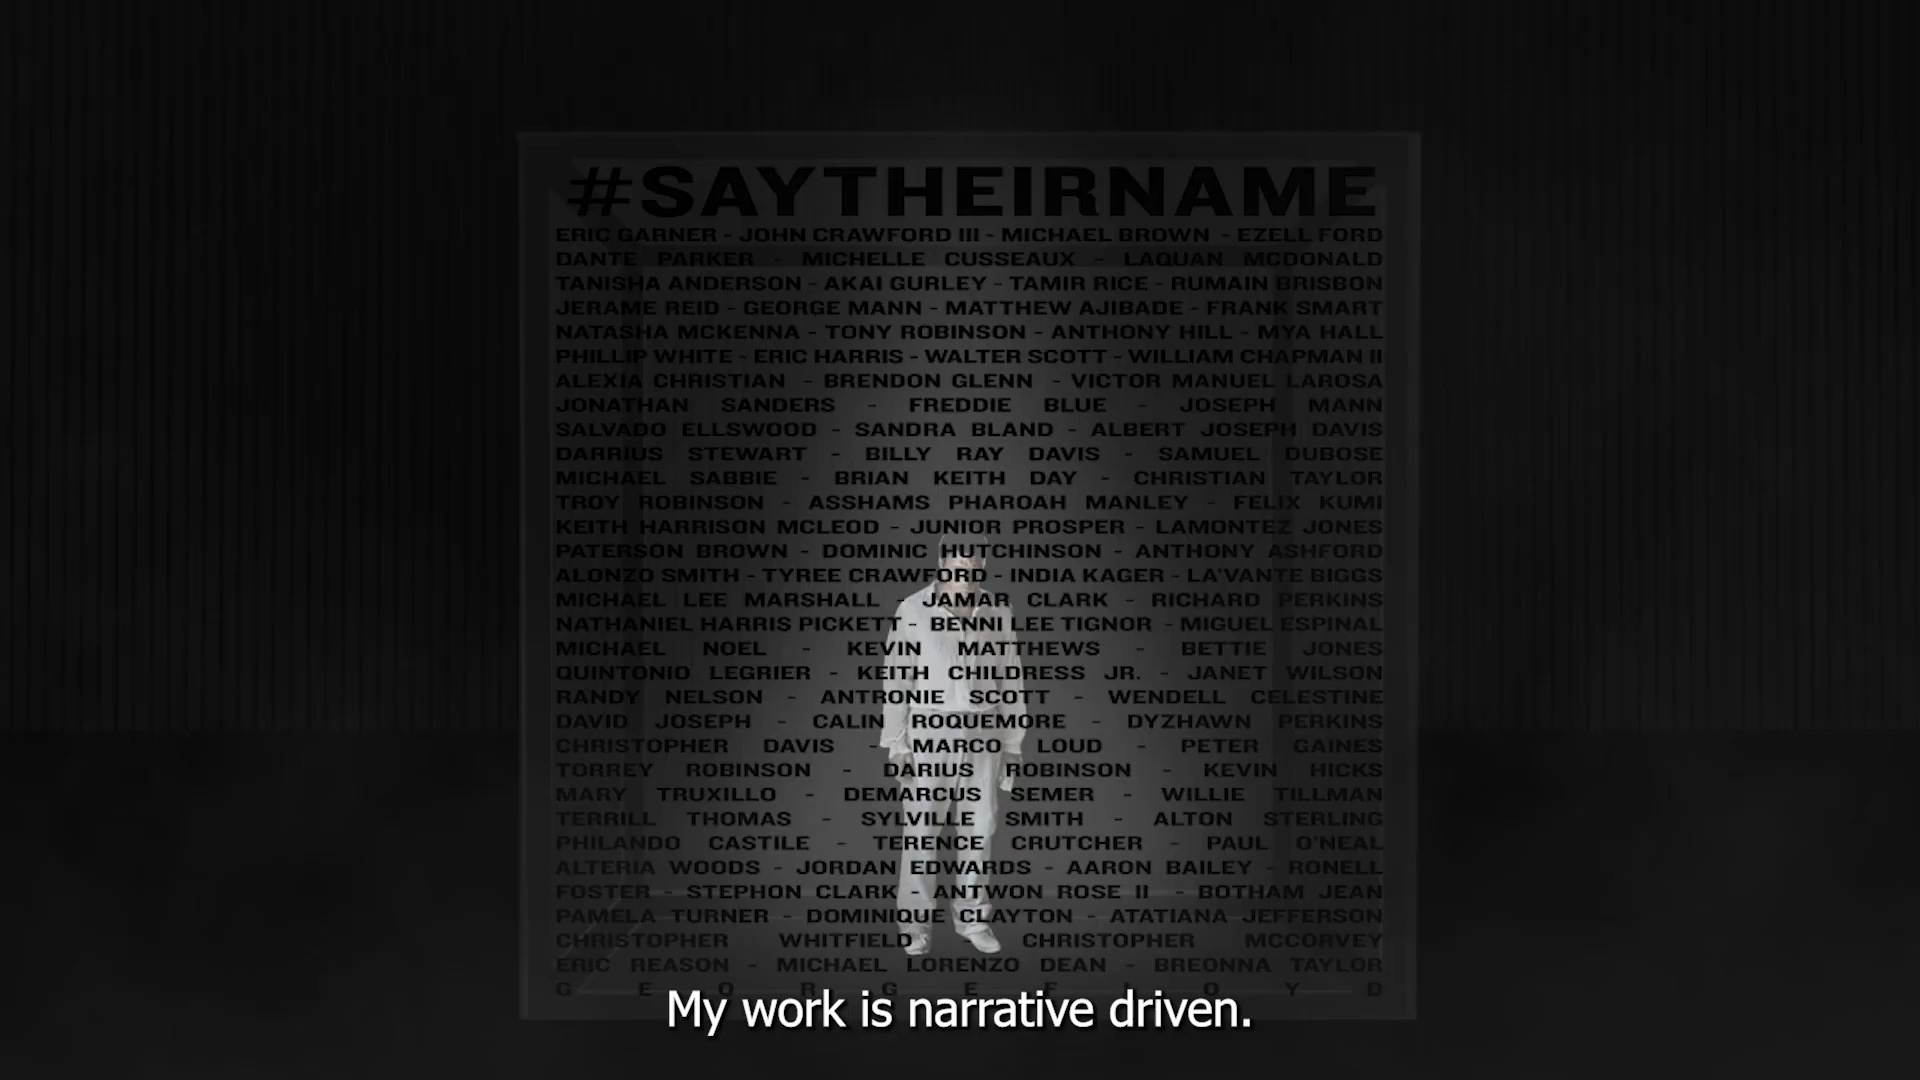 #SAYTHEIRNAME
ERIC GARNER - JOHN CRAWFORD III - MICHAEL BROWN - EZELL FORD
DANTE PARKER - MICHELLE CUSSEAUX - LAQUAN MCDONALD
TANISHA ANDERSON - AKAI GURLEY - TAMIR RICE - RUMAIN BRISBON
JERAME REID - GEORGE MANN - MATTHEW AJIBADE - FRANK SMART
NATASHA MCKENNA - TONY ROBINSON - ANTHONY HILL - MYA HALL
PHILLIP WHITE - ERIC HARRIS - WALTER SCOTT - WILLIAM CHAPMAN II
ALEXIA CHRISTIAN - BRENDON GLENN - VICTOR MANUEL LAROSA
JONATHAN SANDERS - FREDDIE BLUE - JOSEPH MANN
SALVADO ELLSWOOD - SANDRA BLAND - ALBERT JOSEPH DAVIS
DARRIUS STEWART - BILLY RAY DAVIS - SAMUEL DUBOSE
MICHAEL SABBIE - BRIAN KEITH DAY - CHRISTIAN TAYLOR
TROY ROBINSON - ASSHAMS PHAROAH MANLEY - FELIX KUMI
KEITH HARRISON MCLEOD - JUNIOR PROSPER - LAMONTEZ JONES
PATERSON BROWN - DOMINIC HUTCHINSON - ANTHONY ASHFORD
ALONZO SMITH - TYREE CRAWFORD - INDIA KAGER - LA'VANTE BIGGS
MICHAEL LEE MARSHALL - JAMAR CLARK - RICHARD PERKINS
NATHANIEL HARRIS PICKETT - BENNI LEE TIGNOR - MIGUEL ESPINAL
MICHAEL NOEL - KEVIN MATTHEWS - BETTIE JONES
QUINTONIO LEGRIER - KEITH CHILDRESS JR. - JANET WILSON
RANDY NELSON - ANTRONIE SCOTT - WENDELL CELESTINE
DAVID JOSEPH - CALIN ROQUEMORE - DYZHAWN PERKINS
CHRISTOPHER DAVIS - MARCO LOUD - PETER GAINES
TORREY ROBINSON - DARIUS ROBINSON - KEVIN HICKS
MARY TRUXILLO - DEMARCUS SEMER - WILLIE TILLMAN
TERRILL THOMAS - SYLVILLE SMITH - ALTON STERLING
PHILANDO CASTILE - TERENCE CRUTCHER - PAUL O'NEAL
ALTERIA WOODS - JORDAN EDWARDS - AARON BAILEY - RONELL
FOSTER - STEPHON CLARK - ANTWON ROSE II - BOTHAM JEAN
PAMELA TURNER - DOMINIQUE CLAYTON - ATATIANA JEFFERSON
CHRISTOPHER WHITFIELD - CHRISTOPHER MCCORVEY
ERIC REASON - MICHAEL LORENZO DEAN - BREONNA TAYLOR
G E O R G E F L O Y D
My work is narrative driven.